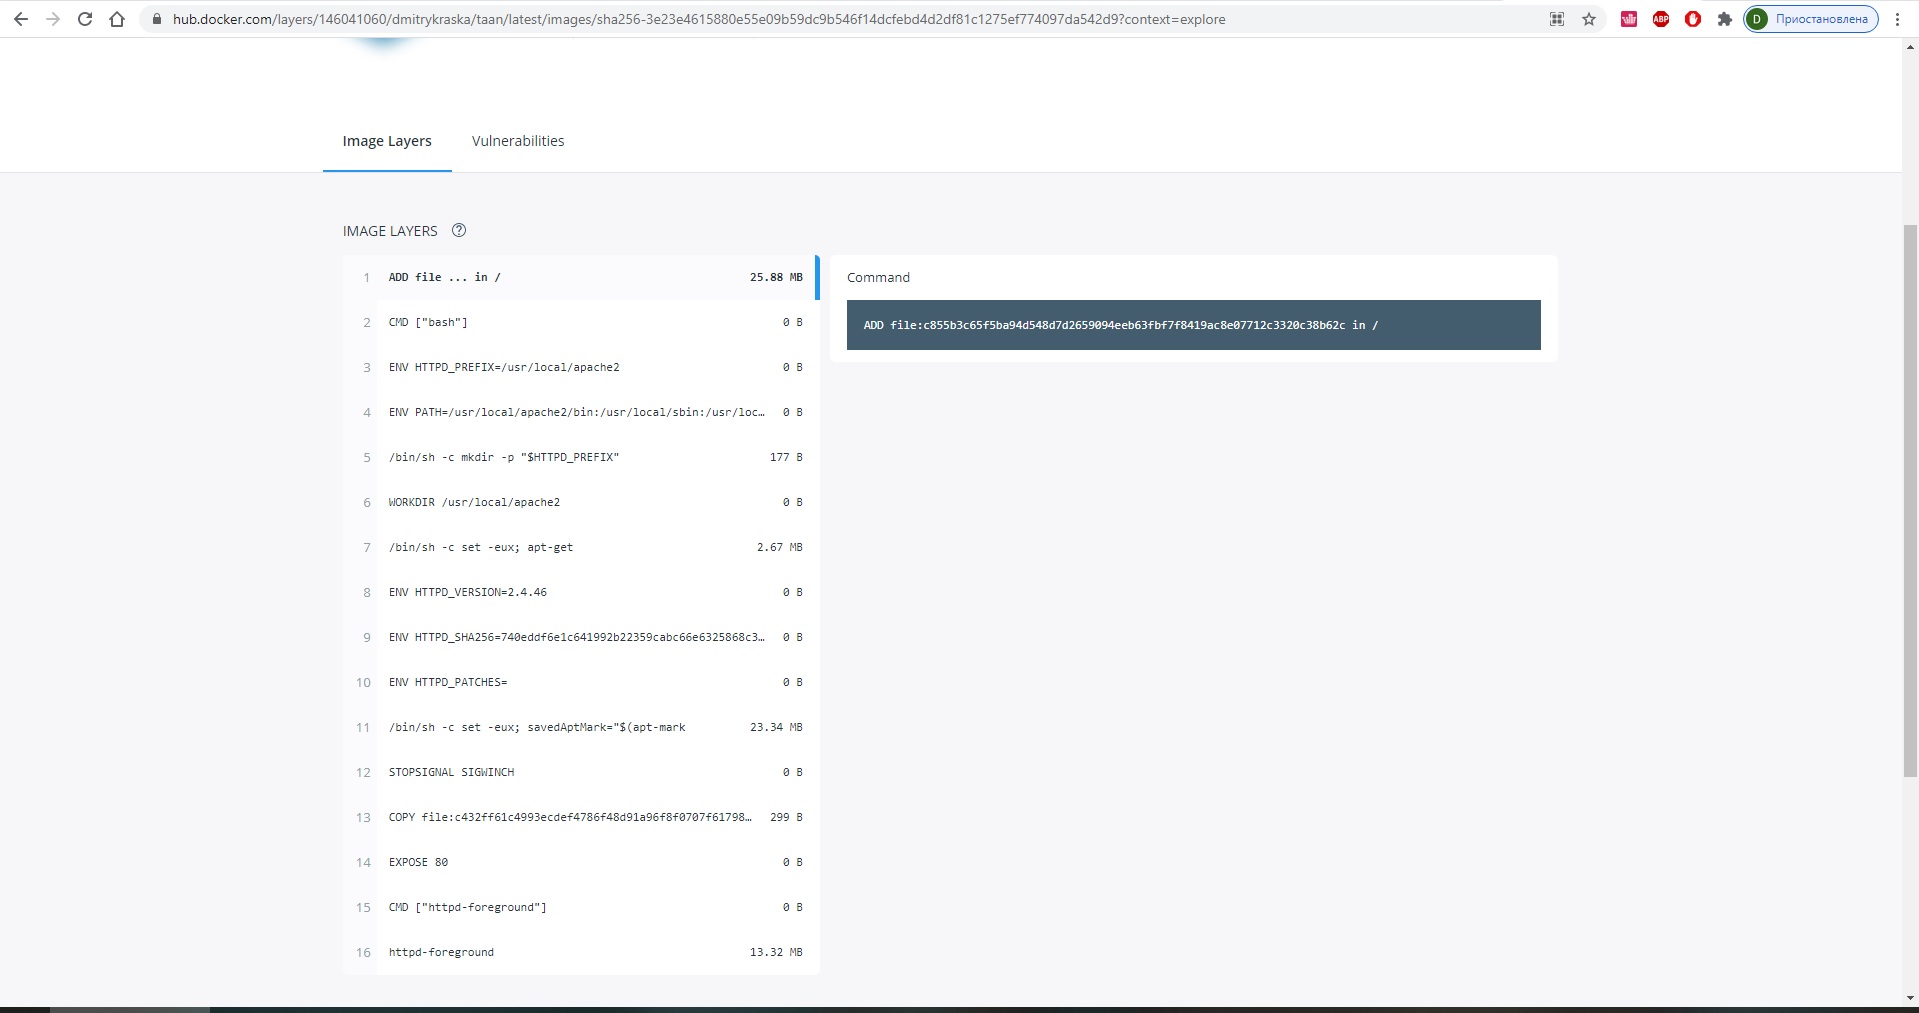 hub.docker.com/layers/146041060/dmitrykraska/taan/latest/images/sha256-3e23e4615880e55e09b59dc9b546f14dcfebd4d2df81c1275ef774097da542d9?context=explore
ABP
D Приостановлена
Image Layers Vulnerabilities
IMAGE LAYERS ?
1 ADD file ... in / 25.88 MB
2 CMD ["bash"] 0 B
3 ENV HTTPD_PREFIX=/usr/local/apache2 0 B
4 ENV PATH=/usr/local/apache2/bin:/usr/local/sbin:/usr/loc… 0 B
5 /bin/sh -c mkdir -p "$HTTPD_PREFIX" 177 B
6 WORKDIR /usr/local/apache2 0 B
7 /bin/sh -c set -eux; apt-get 2.67 MB
8 ENV HTTPD_VERSION=2.4.46 0 B
9 ENV HTTPD_SHA256=740eddf6e1c641992b22359cabc66e6325868c3… 0 B
10 ENV HTTPD_PATCHES= 0 B
11 /bin/sh -c set -eux; savedAptMark="$(apt-mark 23.34 MB
12 STOPSIGNAL SIGWINCH 0 B
13 COPY file:c432ff61c4993ecdef4786f48d91a96f8f0707f61798… 299 B
14 EXPOSE 80 0 B
15 CMD ["httpd-foreground"] 0 B
16 httpd-foreground 13.32 MB
Command
ADD file:c855b3c65f5ba94d548d7d2659094eeb63fbf7f8419ac8e07712c3320c38b62c in /